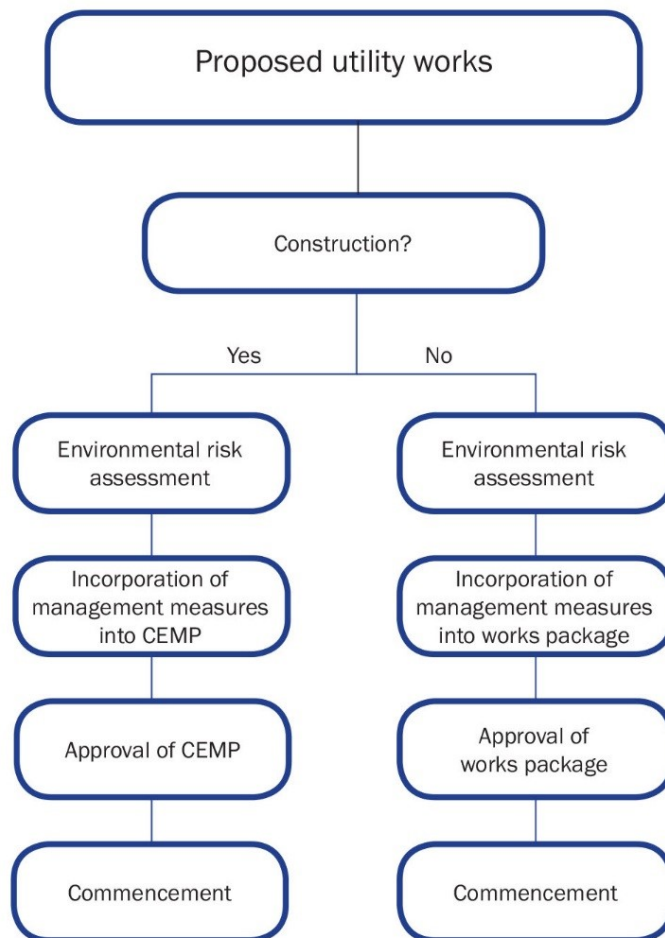 Proposed utility works
Construction?
Yes
No
Environmental risk
assessment
Incorporation of
management measures
into CEMP
Approval of CEMP
Commencement
Environmental risk
assessment
Incorporation of
management measures
into works package
Approval of
works package
Commencement